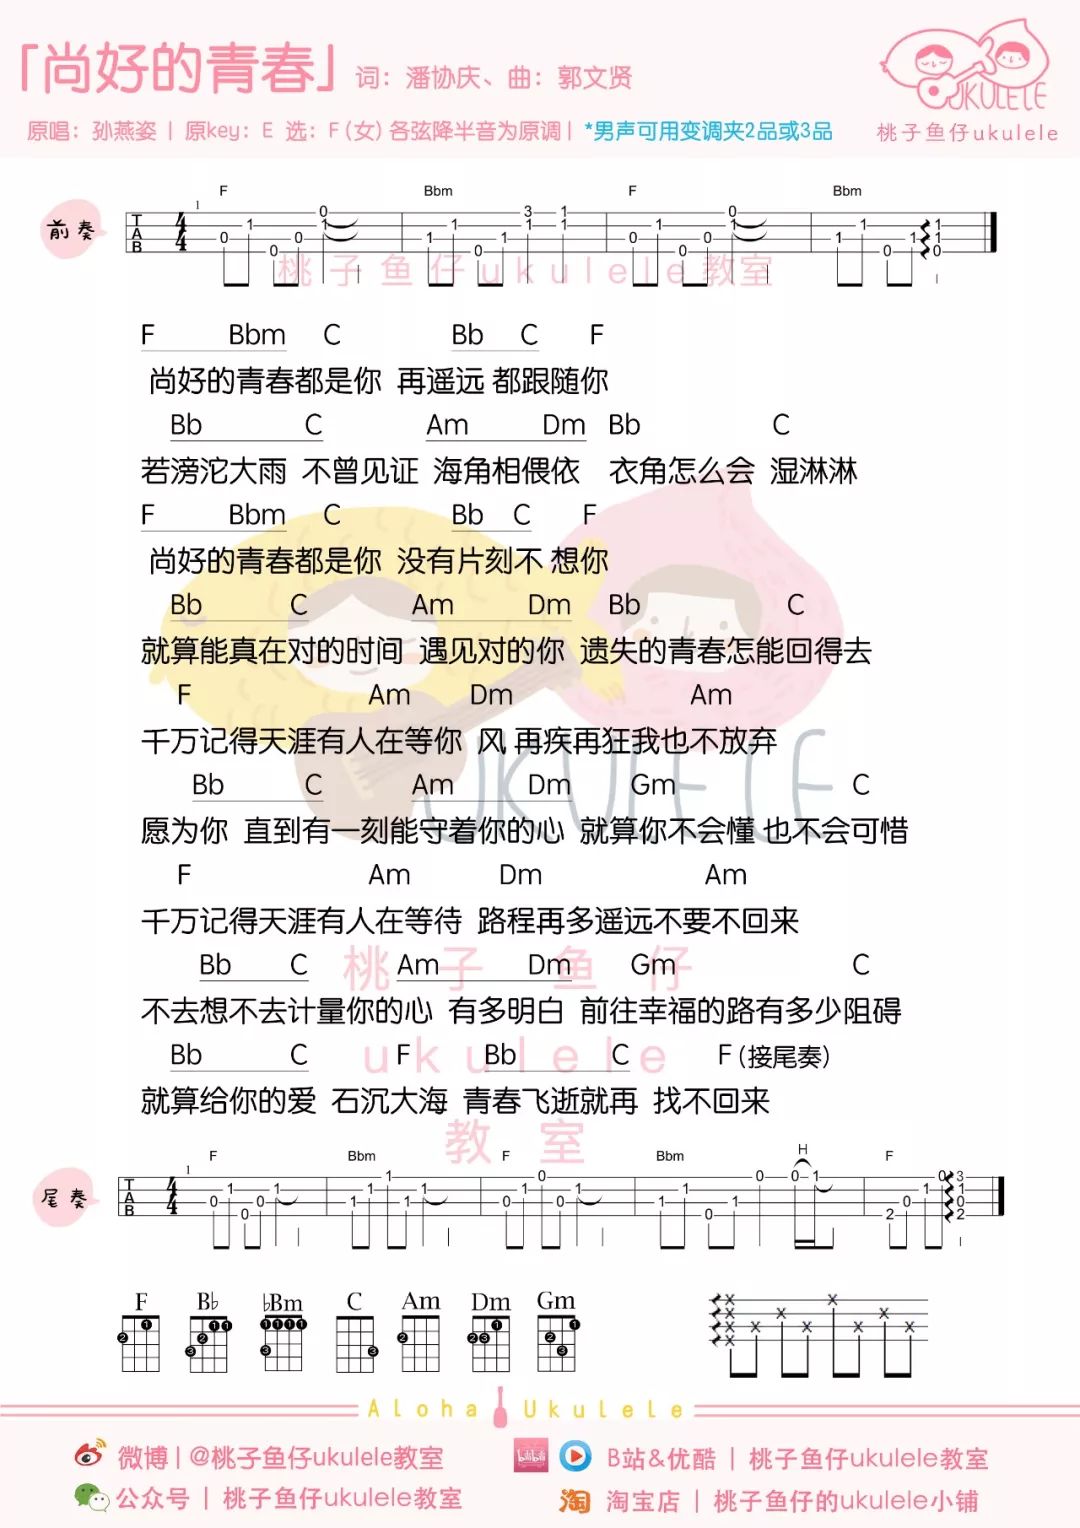 「尚好的青春」 词：潘协庆、曲：郭文贤
UKULELE
原唱：孙燕姿 | 原key：E 选：F(女)各弦降半音为原调 | *男声可用变调夹2品或3品
桃子鱼仔ukulele
F Bbm F Bbm
前奏
桃子鱼仔ukulele教室
F Bbm C Bb C F
尚好的青春都是你 再遥远 都跟随你
Bb C Am Dm Bb C
若滂沱大雨 不曾见证 海角相偎依 衣角怎么会 湿淋淋
F Bbm C Bb C F
尚好的青春都是你 没有片刻不 想你
Bb C Am Dm Bb C
就算能真在对的时间 遇见对的你 遗失的青春怎能回得去
F Am Dm Am
千万记得天涯有人在等你 风 再疾再狂我也不放弃
UKULELE
Bb C Am Dm Gm C
愿为你 直到有一刻能守着你的心 就算你不会懂 也不会可惜
F Am Dm Am
千万记得天涯有人在等待 路程再多遥远不要不回来
桃子鱼仔
Bb C Am Dm Gm C
不去想不去计量你的心 有多明白 前往幸福的路有多少阻碍
ukulele
Bb C F Bb C F(接尾奏)
就算给你的爱 石沉大海 青春飞逝就再 找不回来
教室
F Bbm F Bbm H F
尾奏
F B♭ ♭Bm C Am Dm Gm
Aloha Ukulele
微博 | @桃子鱼仔ukulele教室
B站&优酷 | 桃子鱼仔ukulele教室
公众号 | 桃子鱼仔ukulele教室
淘 淘宝店 | 桃子鱼仔的ukulele小铺